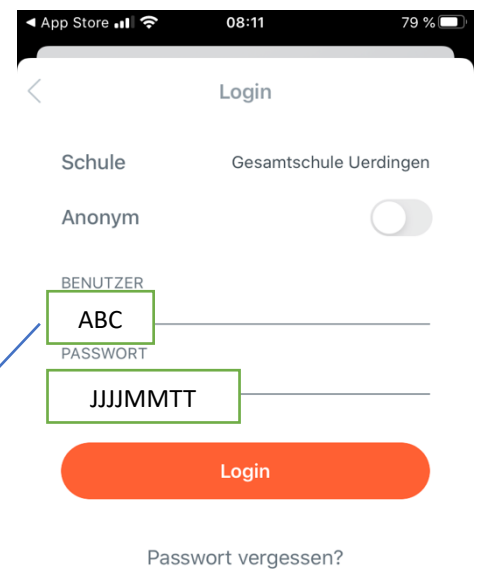 App Store 08:11 79 %
Login
Schule Gesamtschule Uerdingen
Anonym
BENUTZER
ABC
PASSWORT
JJJJMMTT
Login
Passwort vergessen?